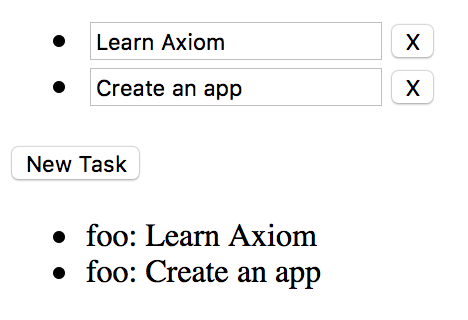 Learn Axiom X
Create an app X
New Task
foo: Learn Axiom
foo: Create an app